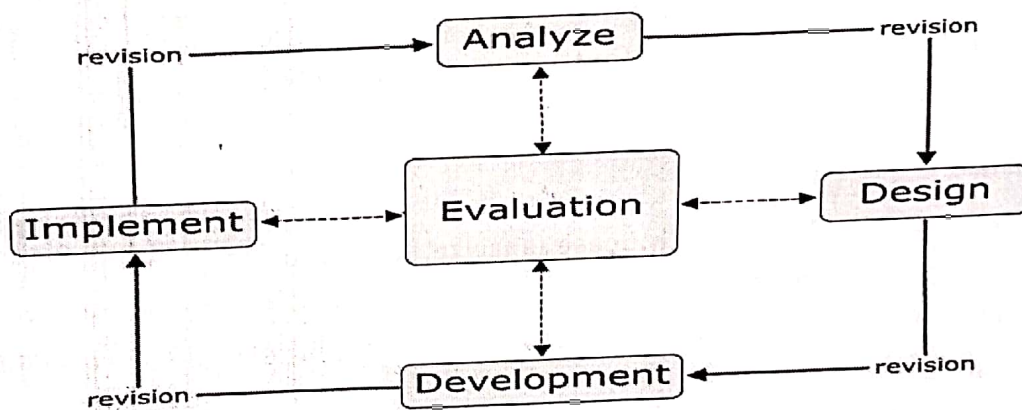 Analyze
revision
revision
Evaluation
Design
Implement
Development
revision
revision